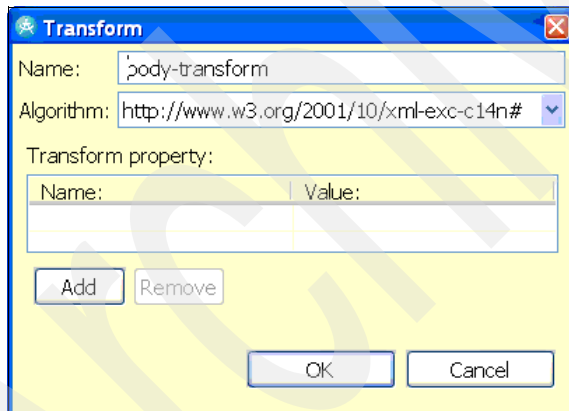 Transform
Name: body-transform
Algorithm: http://www.w3.org/2001/10/xml-exc-c14n#
Transform property:
Name: Value:
Add Remove
OK Cancel